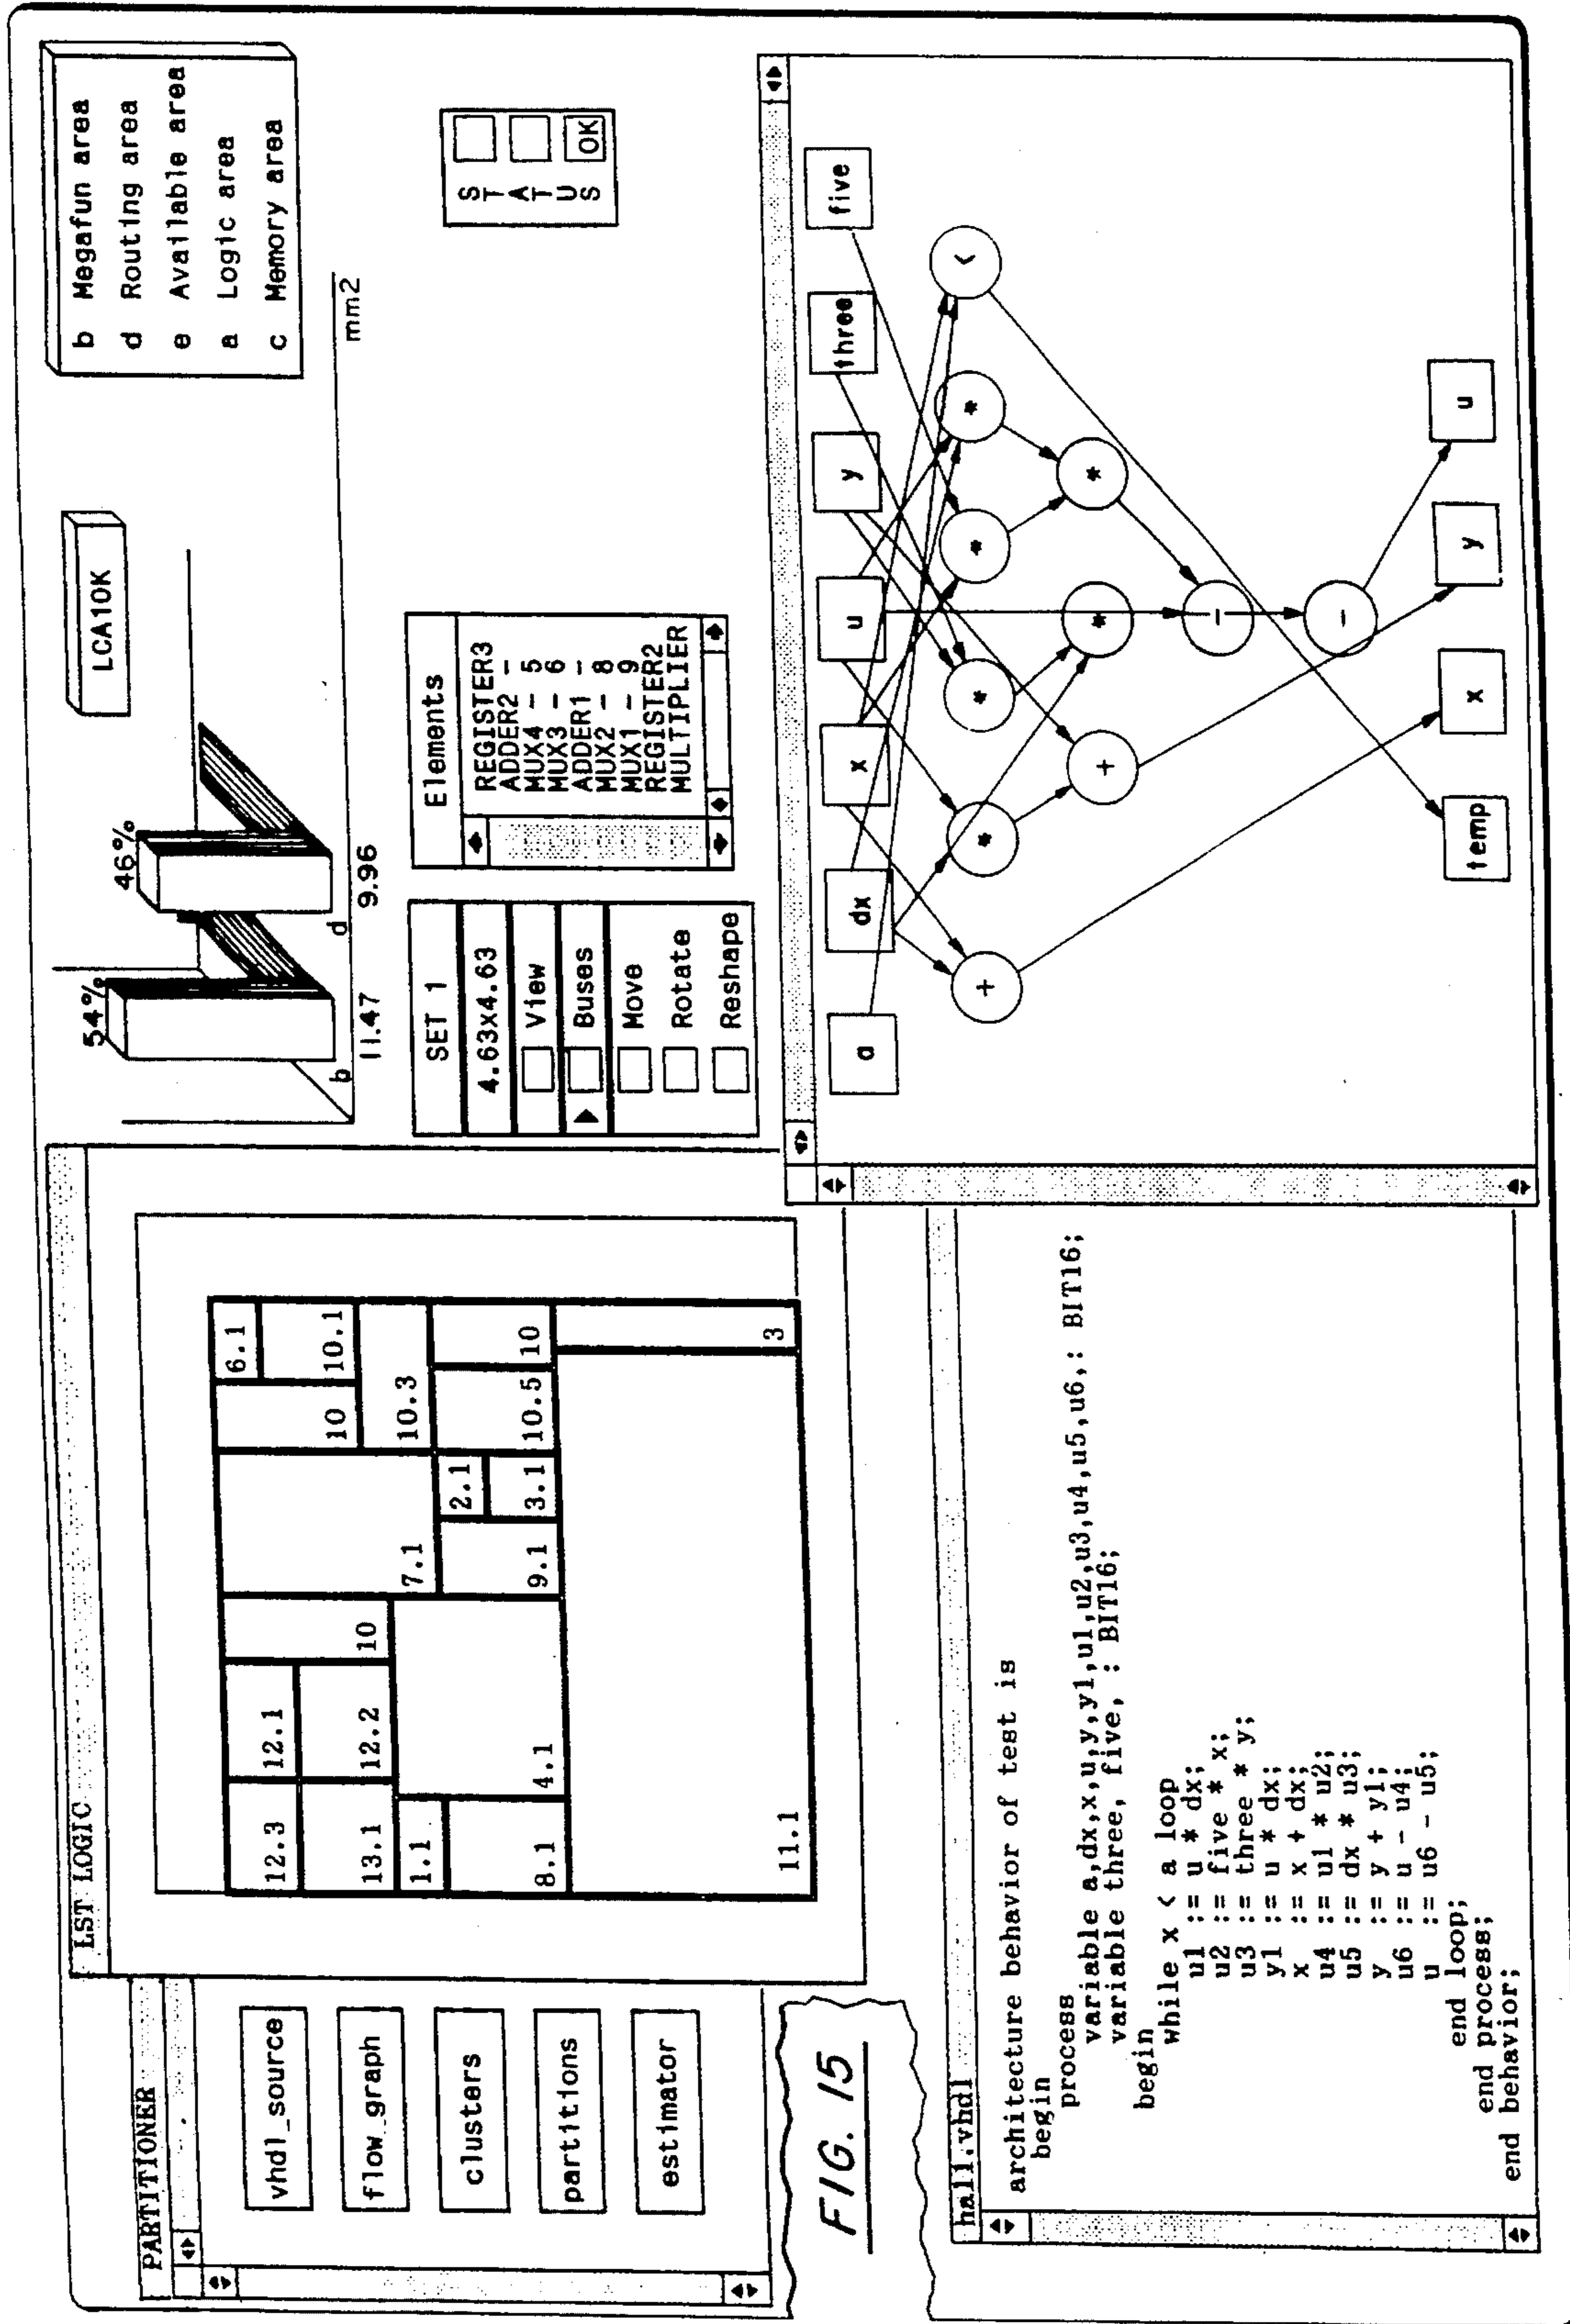 PARTITIONER
vhdl_source
flow_graph
clusters
partitions
estimator
LST LOGIC
12.3
12.1
10
7.1
10
6.1
10.1
13.1
12.2
10.3
1.1
4.1
9.1
2.1
3.1
10.5
10
8.1
11.1
3
54%
46%
b
d
11.47
9.96
mm2
LCA10K
b Megafun area
d Routing area
e Available area
a Logic area
c Memory area
SET 1
4.63x4.63
View
Buses
Move
Rotate
Reshape
Elements
REGISTER3
ADDER2 -
MUX4 - 5
MUX3 - 6
ADDER1 -
MUX2 - 8
MUX1 - 9
REGISTER2
MULTIPLIER
STATUS
OK
FIG. 15
hall.vhdl
architecture behavior of test is
begin
process
variable a,dx,x,u,y,y1,u1,u2,u3,u4,u5,u6,: BIT16;
variable three, five, : BIT16;
begin
while x < a loop
u1 := u * dx;
u2 := five * x;
u3 := three * y;
y1 := u * dx;
x := x + dx;
u4 := u1 * u2;
u5 := dx * u3;
y := y + y1;
u6 := u - u4;
u := u6 - u5;
end loop;
end process;
end behavior;
a
dx
x
u
y
three
five
+
*
*
*
*
<
+
*
*
-
-
temp
x
y
u